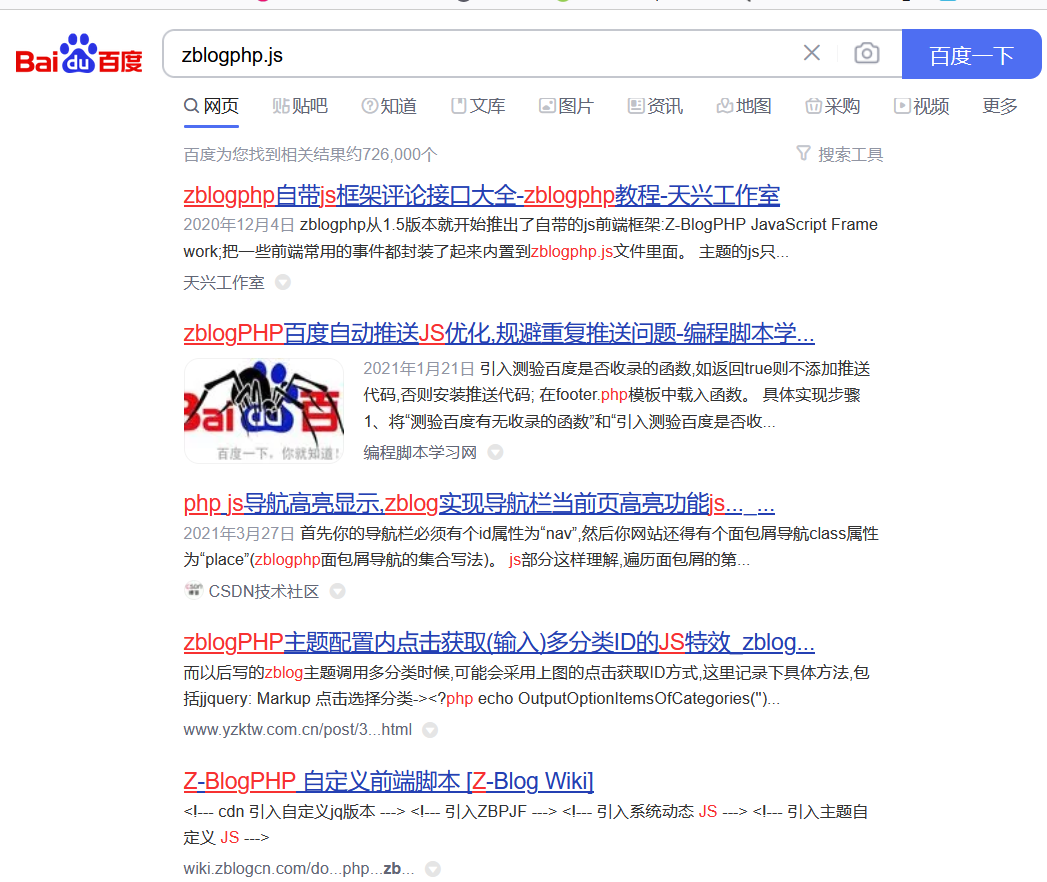 Bai du 百度
zblogphp.js
百度一下
网页 贴吧 知道 文库 图片 资讯 地图 采购 视频 更多
百度为您找到相关结果约726,000个 搜索工具
zblogphp自带js框架评论接口大全-zblogphp教程-天兴工作室
2020年12月4日 zblogphp从1.5版本就开始推出了自带的js前端框架:Z-BlogPHP JavaScript Frame
work;把一些前端常用的事件都封装了起来内置到zblogphp.js文件里面。 主题的js只...
天兴工作室
zblogPHP百度自动推送JS优化,规避重复推送问题-编程脚本学...
Bai du 百
百度一下，你就知道!
2021年1月21日 引入测验百度是否收录的函数,如返回true则不添加推送
代码,否则安装推送代码; 在footer.php模板中载入函数。 具体实现步骤
1、将“测验百度有无收录的函数”和“引入测验百度是否收...
编程脚本学习网
php js导航高亮显示,zblog实现导航栏当前页高亮功能js..._...
2021年3月27日 首先你的导航栏必须有个id属性为“nav”,然后你网站还得有个面包屑导航class属性
为“place”(zblogphp面包屑导航的集合写法)。 js部分这样理解,遍历面包屑的第...
CSDN技术社区
zblogPHP主题配置内点击获取(输入)多分类ID的JS特效_zblog...
而以后写的zblog主题调用多分类时候,可能会采用上图的点击获取ID方式,这里记录下具体方法,包
括jjquery: Markup 点击选择分类-><?php echo OutputOptionItemsOfCategories('')...
www.yzktw.com.cn/post/3...html
Z-BlogPHP 自定义前端脚本 [Z-Blog Wiki]
<!--- cdn 引入自定义jq版本 ---> <!--- 引入ZBPJF ---> <!--- 引入系统动态 JS ---> <!--- 引入主题自
定义 JS --->
wiki.zblogcn.com/do...php...zb...